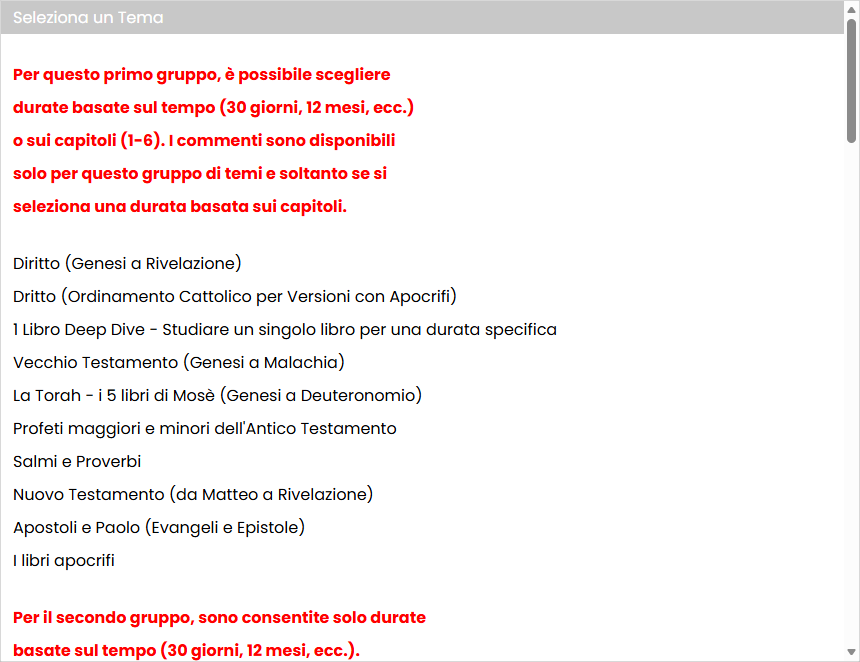 Seleziona un Tema
Per questo primo gruppo, è possibile scegliere
durate basate sul tempo (30 giorni, 12 mesi, ecc.)
o sui capitoli (1-6). I commenti sono disponibili
solo per questo gruppo di temi e soltanto se si
seleziona una durata basata sui capitoli.
Diritto (Genesi a Rivelazione)
Dritto (Ordinamento Cattolico per Versioni con Apocrifi)
1 Libro Deep Dive - Studiare un singolo libro per una durata specifica
Vecchio Testamento (Genesi a Malachia)
La Torah - i 5 libri di Mosè (Genesi a Deuteronomio)
Profeti maggiori e minori dell'Antico Testamento
Salmi e Proverbi
Nuovo Testamento (da Matteo a Rivelazione)
Apostoli e Paolo (Evangeli e Epistole)
I libri apocrifi
Per il secondo gruppo, sono consentite solo durate
basate sul tempo (30 giorni, 12 mesi, ecc.).